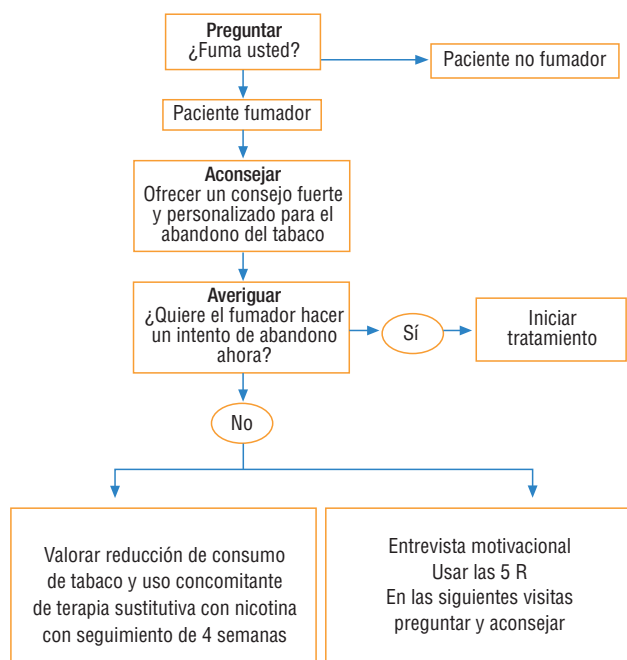 Preguntar
¿Fuma usted?
Paciente no fumador
Paciente fumador
Aconsejar
Ofrecer un consejo fuerte
y personalizado para el
abandono del tabaco
Averiguar
¿Quiere el fumador hacer
un intento de abandono
ahora?
Sí
Iniciar
tratamiento
No
Valorar reducción de consumo
de tabaco y uso concomitante
de terapia sustitutiva con nicotina
con seguimiento de 4 semanas
Entrevista motivacional
Usar las 5 R
En las siguientes visitas
preguntar y aconsejar